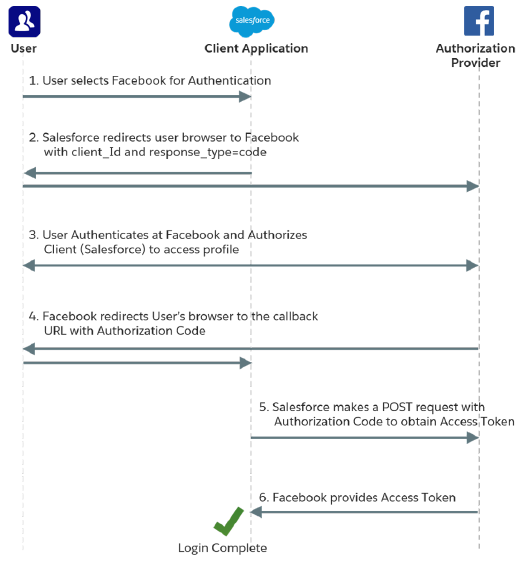 salesforce
User
Client Application
Authorization
Provider
1. User selects Facebook for Authentication
2. Salesforce redirects user browser to Facebook
with client_Id and response_type=code
3. User Authenticates at Facebook and Authorizes
Client (Salesforce) to access profile
4. Facebook redirects User's browser to the callback
URL with Authorization Code
5. Salesforce makes a POST request with
Authorization Code to obtain Access Token
6. Facebook provides Access Token
Login Complete